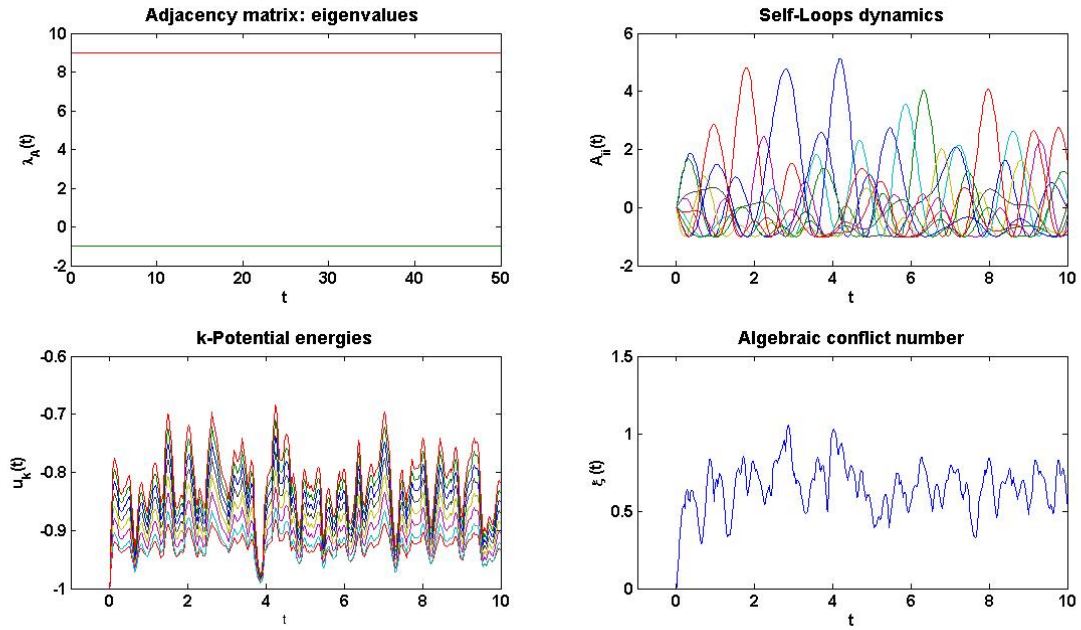 Adjacency matrix: eigenvalues
10
8
6
4
2
0
-2
λ_A(t)
0 10 20 30 40 50
t
Self-Loops dynamics
6
4
2
0
-2
A_ii(t)
0 2 4 6 8 10
t
k-Potential energies
-0.6
-0.7
-0.8
-0.9
-1
u_k(t)
0 2 4 6 8 10
t
Algebraic conflict number
1.5
1
0.5
0
ξ(t)
0 2 4 6 8 10
t